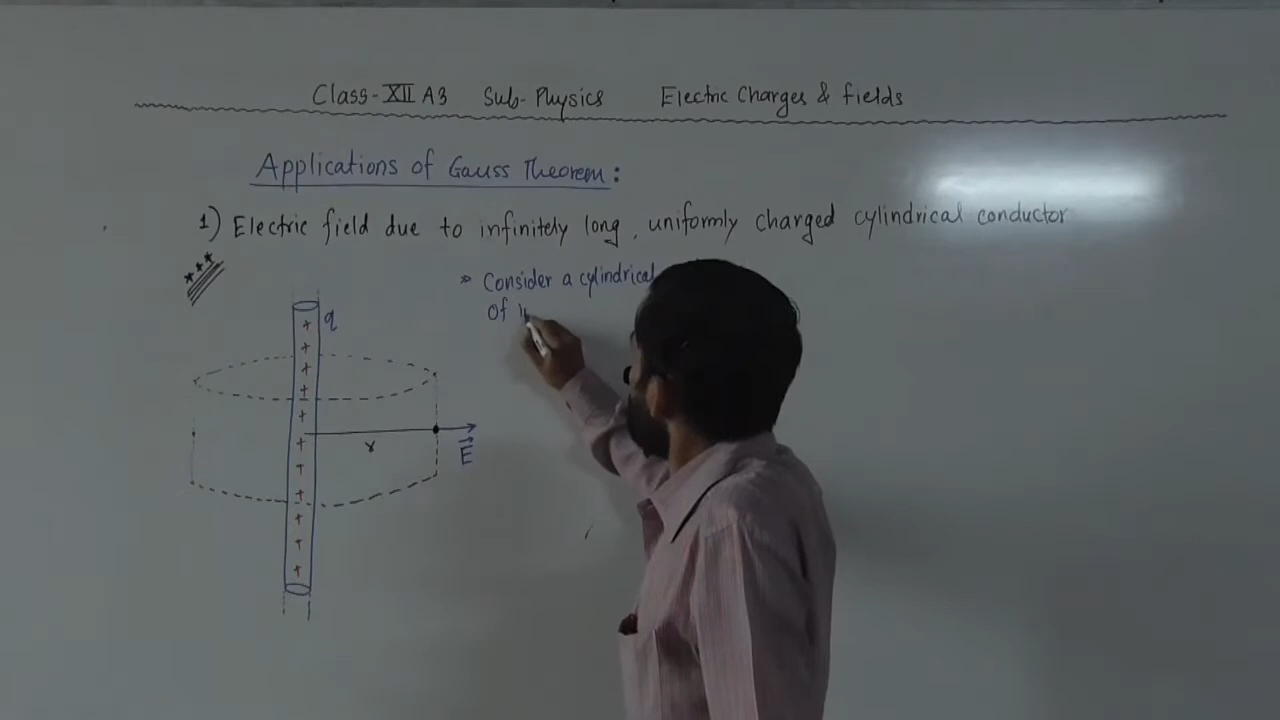 Class-XII A3 Sub-Physics Electric Charges & fields
Applications of Gauss Theorem:
1) Electric field due to infinitely long, uniformly charged cylindrical conductor
» Consider a cylindrical
Of
q
+
+
+
+
+
+
+
+
+
+
+
r
E